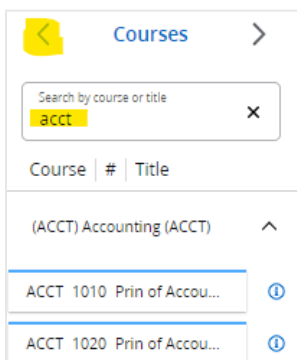 Courses
Search by course or title
acct
Course # Title
(ACCT) Accounting (ACCT)
ACCT 1010 Prin of Accou...
ACCT 1020 Prin of Accou...